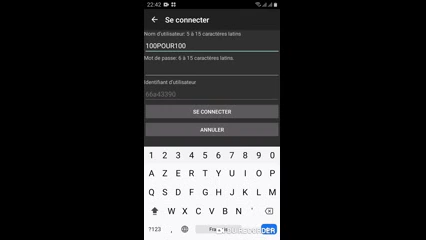 22:42
Se connecter
Nom d'utilisateur: 5 à 15 caractères latins
100POUR100
Mot de passe: 6 à 15 caractères latins.
Identifiant d'utilisateur
66a43390
SE CONNECTER
ANNULER
1 2 3 4 5 6 7 8 9 0
A Z E R T Y U I O P
Q S D F G H J K L M
W X C V B N '
?123 ,